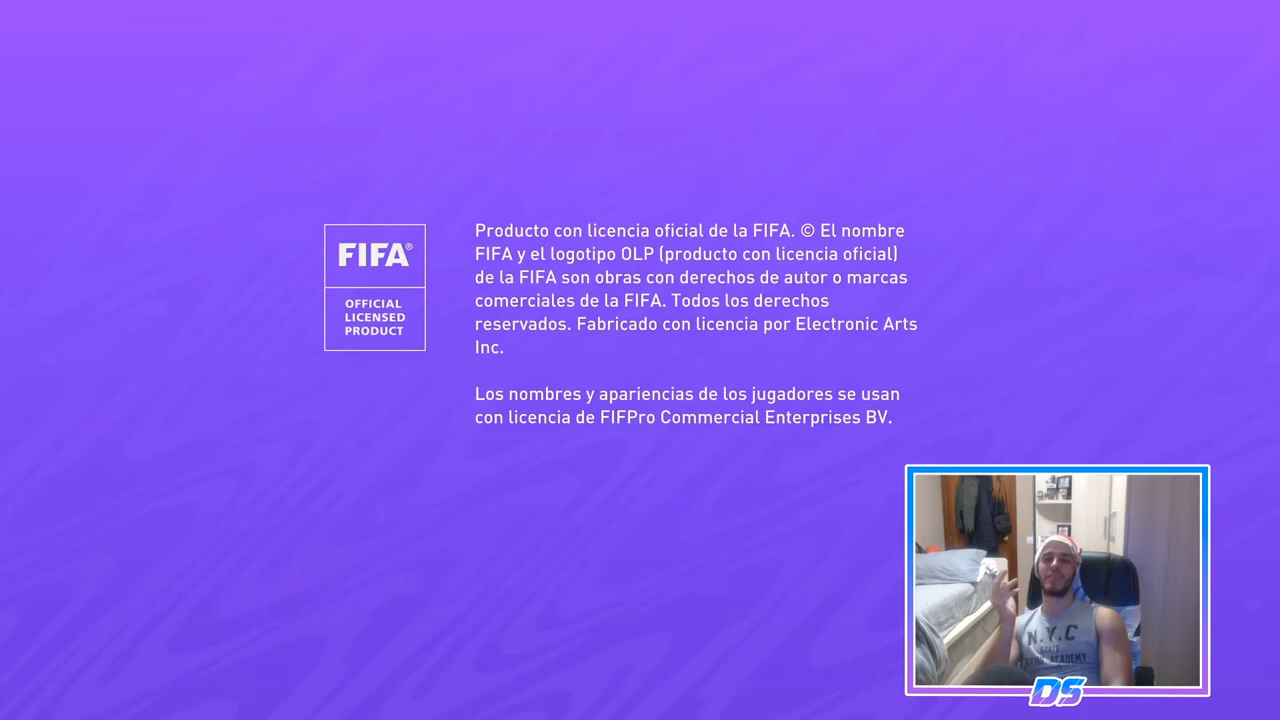 FIFA®
OFFICIAL
LICENSED
PRODUCT
Producto con licencia oficial de la FIFA. © El nombre
FIFA y el logotipo OLP (producto con licencia oficial)
de la FIFA son obras con derechos de autor o marcas
comerciales de la FIFA. Todos los derechos
reservados. Fabricado con licencia por Electronic Arts
Inc.
Los nombres y apariencias de los jugadores se usan
con licencia de FIFPro Commercial Enterprises BV.
N.Y.C
STATE
ACADEMY
DS